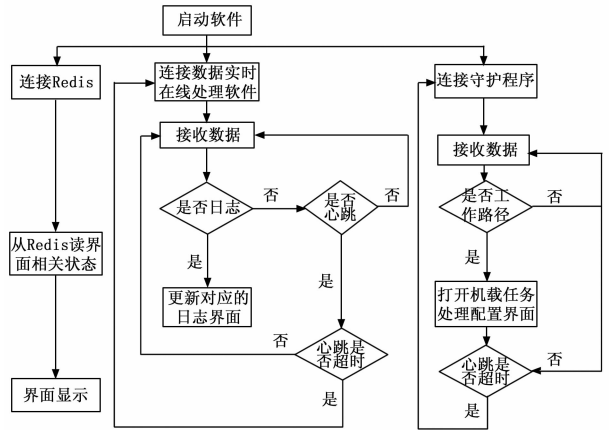 启动软件
连接Redis
连接数据实时
在线处理软件
连接守护程序
接收数据
接收数据
是否日志
否
是否
心跳
否
是否工
作路径
否
从Redis读界
面相关状态
是
是
是
更新对应的
日志界面
打开机载任务
处理配置界面
否
心跳是
否超时
心跳是
否超时
否
界面显示
是
是